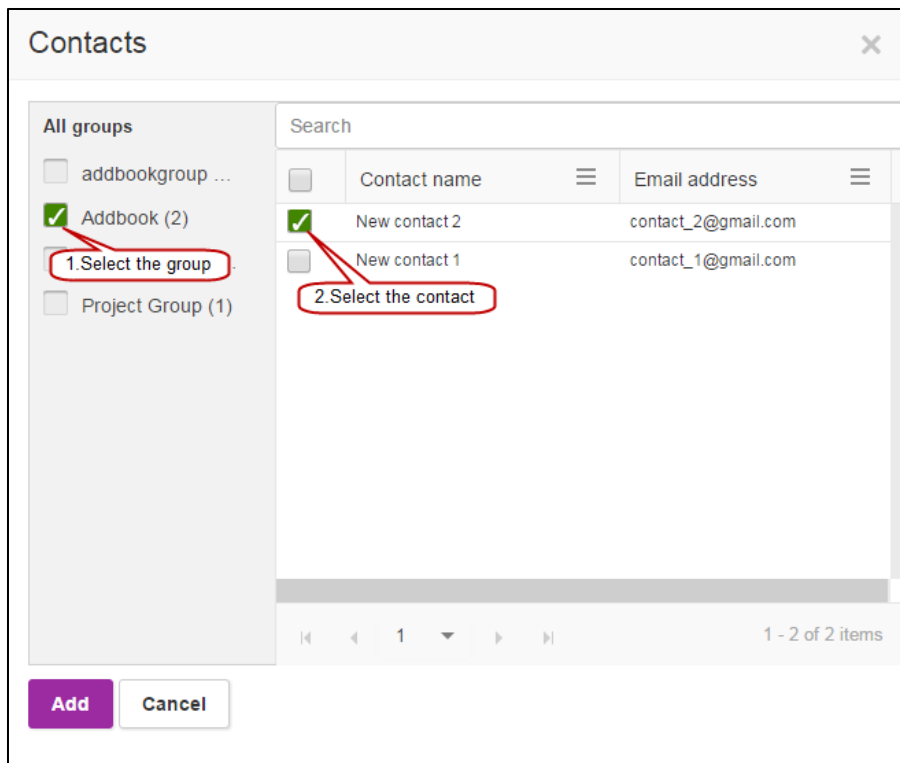 Contacts
All groups
addbookgroup ...
Addbook (2)
1.Select the group
Project Group (1)
Search
Contact name Email address
New contact 2 contact_2@gmail.com
New contact 1 contact_1@gmail.com
2.Select the contact
1 1 - 2 of 2 items
Add Cancel